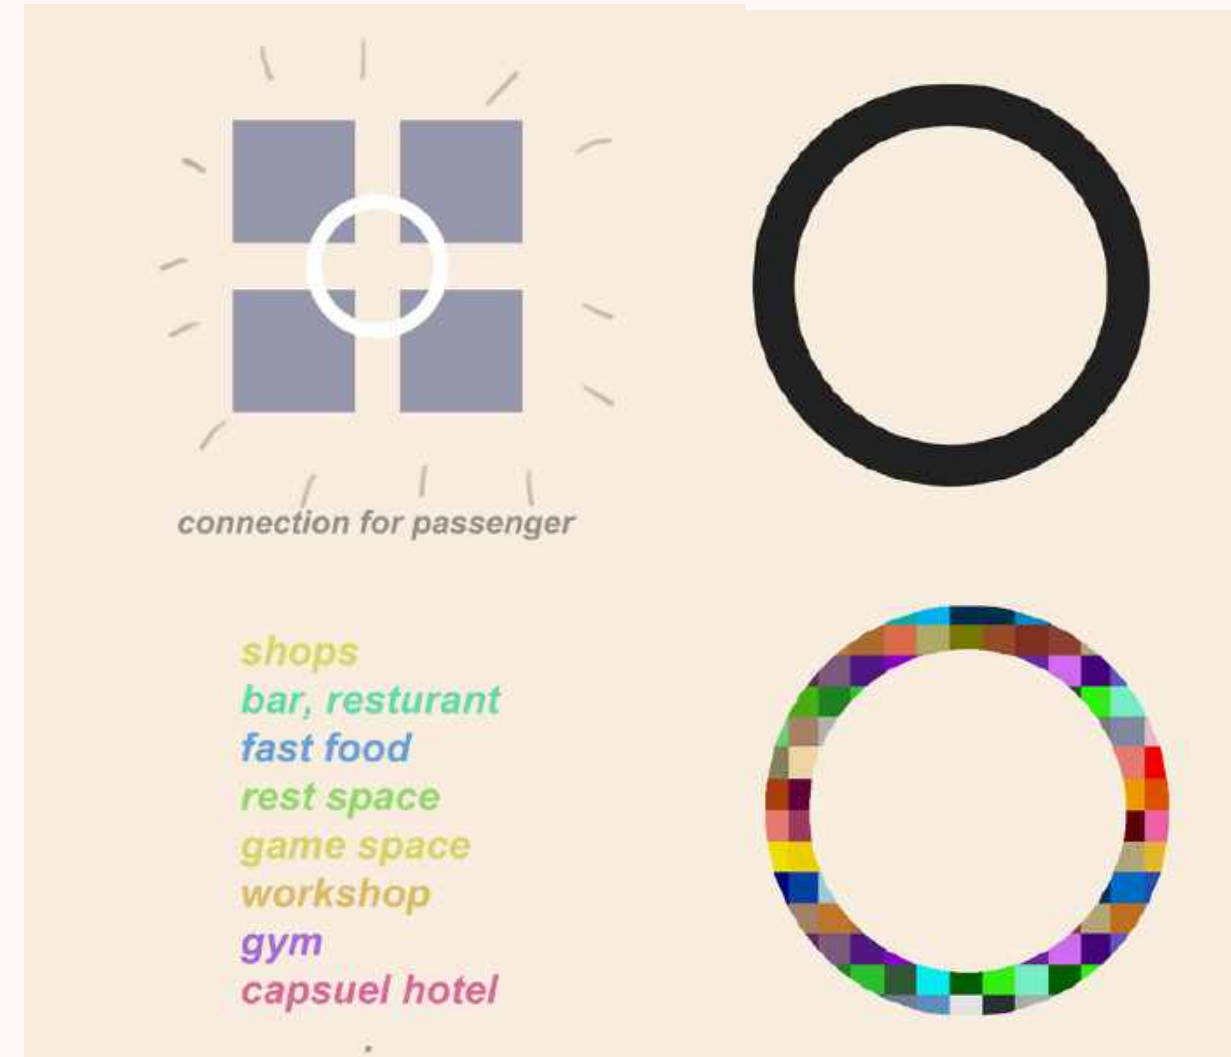 connection for passenger
shops
bar, resturant
fast food
rest space
game space
workshop
gym
capsuel hotel
.